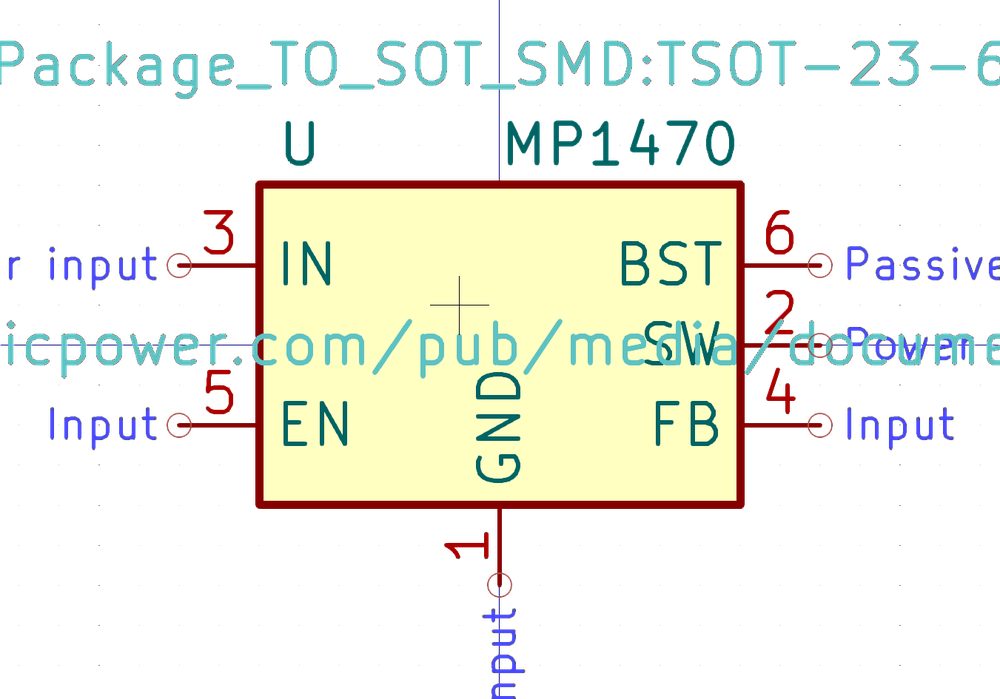 Package_TO_SOT_SMD:TSOT-23-6
U MP1470
3 6
r input IN BST Passive
2
icpower.com/pub/media/docume
SW Power
5 4
Input EN FB Input
GND
1
nput